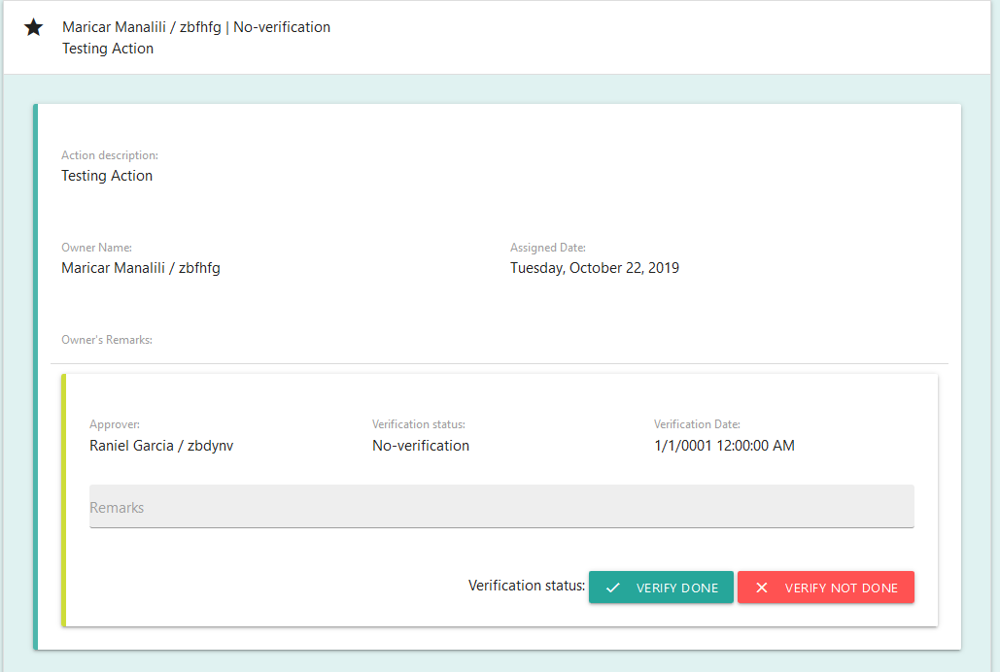 Maricar Manalili / zbfhfg | No-verification
Testing Action
Action description:
Testing Action
Owner Name:
Maricar Manalili / zbfhfg
Assigned Date:
Tuesday, October 22, 2019
Owner's Remarks:
Approver:
Raniel Garcia / zbdynv
Verification status:
No-verification
Verification Date:
1/1/0001 12:00:00 AM
Remarks
Verification status:
VERIFY DONE
VERIFY NOT DONE